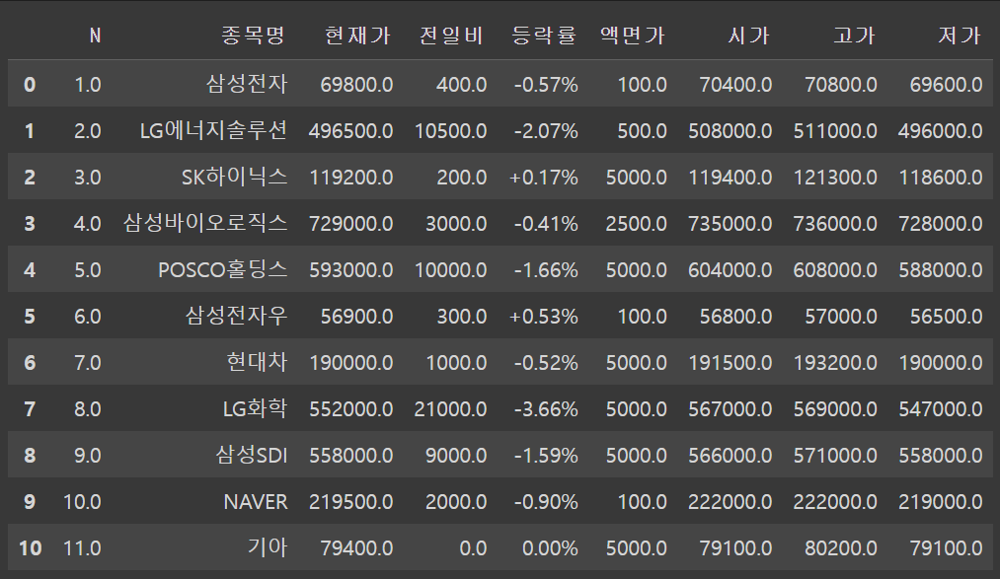 N 종목명 현재가 전일비 등락률 액면가 시가 고가 저가
0 1.0 삼성전자 69800.0 400.0 -0.57% 100.0 70400.0 70800.0 69600.0
1 2.0 LG에너지솔루션 496500.0 10500.0 -2.07% 500.0 508000.0 511000.0 496000.0
2 3.0 SK하이닉스 119200.0 200.0 +0.17% 5000.0 119400.0 121300.0 118600.0
3 4.0 삼성바이오로직스 729000.0 3000.0 -0.41% 2500.0 735000.0 736000.0 728000.0
4 5.0 POSCO홀딩스 593000.0 10000.0 -1.66% 5000.0 604000.0 608000.0 588000.0
5 6.0 삼성전자우 56900.0 300.0 +0.53% 100.0 56800.0 57000.0 56500.0
6 7.0 현대차 190000.0 1000.0 -0.52% 5000.0 191500.0 193200.0 190000.0
7 8.0 LG화학 552000.0 21000.0 -3.66% 5000.0 567000.0 569000.0 547000.0
8 9.0 삼성SDI 558000.0 9000.0 -1.59% 5000.0 566000.0 571000.0 558000.0
9 10.0 NAVER 219500.0 2000.0 -0.90% 100.0 222000.0 222000.0 219000.0
10 11.0 기아 79400.0 0.0 0.00% 5000.0 79100.0 80200.0 79100.0